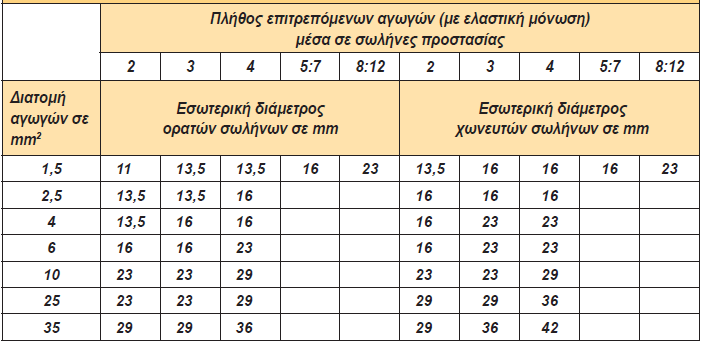 Πλήθος επιτρεπόμενων αγωγών (με ελαστική μόνωση)
μέσα σε σωλήνες προστασίας
2 3 4 5:7 8:12 2 3 4 5:7 8:12
Διατομή
αγωγών σε
mm²
Εσωτερική διάμετρος
ορατών σωλήνων σε mm
Εσωτερική διάμετρος
χωνευτών σωλήνων σε mm
1,5 11 13,5 13,5 16 23 13,5 16 16 16 23
2,5 13,5 13,5 16 16 16 16
4 13,5 16 16 16 23 23
6 16 16 23 16 23 23
10 23 23 29 23 23 29
25 23 23 29 29 29 36
35 29 29 36 29 36 42